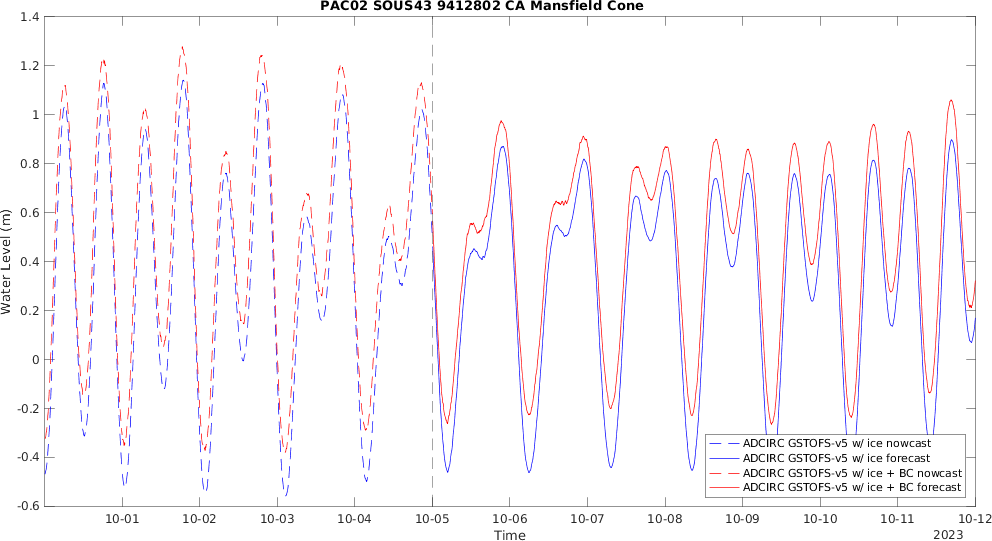 PAC02 SOUS43 9412802 CA Mansfield Cone
1.4
1.2
1
0.8
0.6
0.4
0.2
0
-0.2
-0.4
-0.6
Water Level (m)
ADCIRC GSTOFS-v5 w/ ice nowcast
ADCIRC GSTOFS-v5 w/ ice forecast
ADCIRC GSTOFS-v5 w/ ice + BC nowcast
ADCIRC GSTOFS-v5 w/ ice + BC forecast
10-01 10-02 10-03 10-04 10-05 10-06 10-07 10-08 10-09 10-10 10-11 10-12
Time
2023